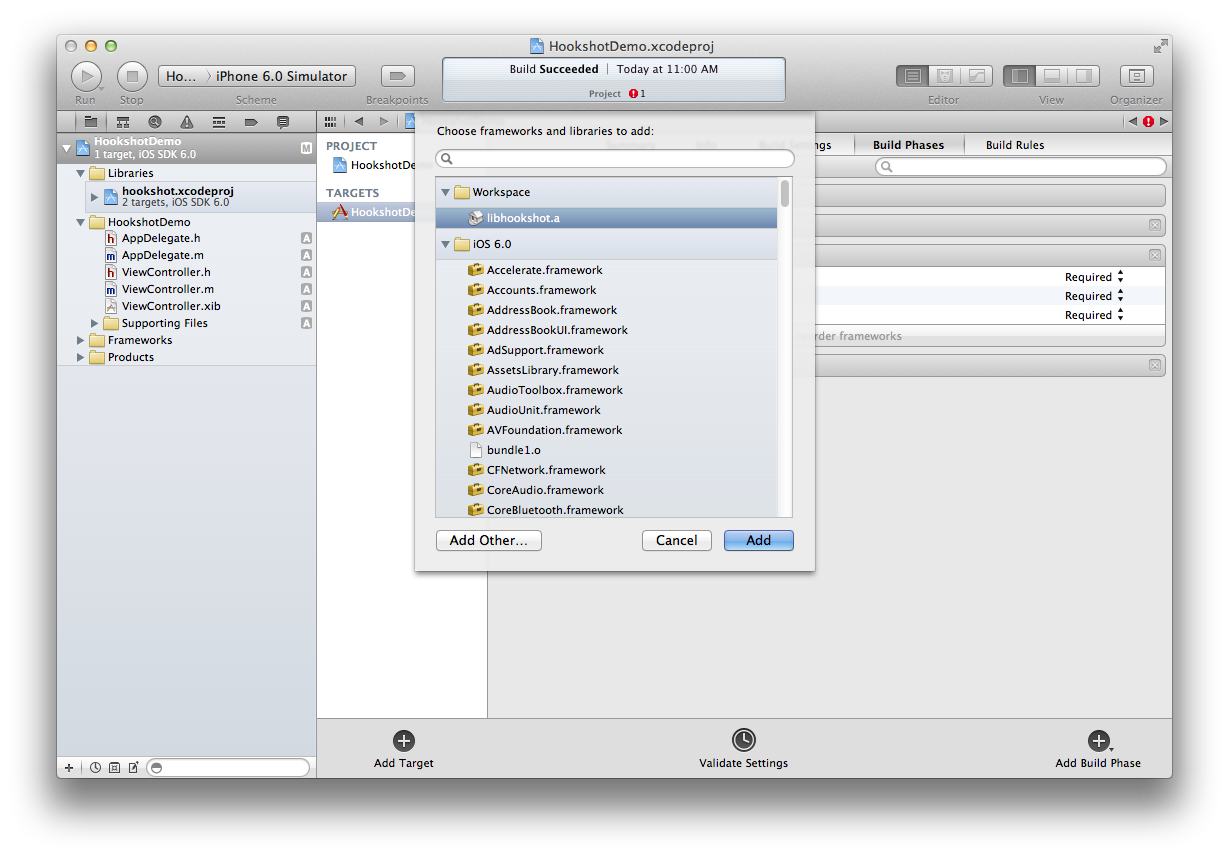 HookshotDemo.xcodeproj
Ho... iPhone 6.0 Simulator
Build Succeeded | Today at 11:00 AM
Project 1
Run Stop Scheme Breakpoints Editor View Organizer
HookshotDemo M
1 target, iOS SDK 6.0
Libraries
hookshot.xcodeproj
2 targets, iOS SDK 6.0
HookshotDemo
AppDelegate.h A
AppDelegate.m A
ViewController.h A
ViewController.m A
ViewController.xib A
Supporting Files A
Frameworks
Products
PROJECT
TARGETS
Choose frameworks and libraries to add:
Workspace
libhookshot.a
iOS 6.0
Accelerate.framework
Accounts.framework
AddressBook.framework
AddressBookUI.framework
AdSupport.framework
AssetsLibrary.framework
AudioToolbox.framework
AudioUnit.framework
AVFoundation.framework
bundle1.o
CFNetwork.framework
CoreAudio.framework
CoreBluetooth.framework
Add Other... Cancel Add
Build Phases Build Rules
Required
Required
Required
frameworks
Add Target Validate Settings Add Build Phase